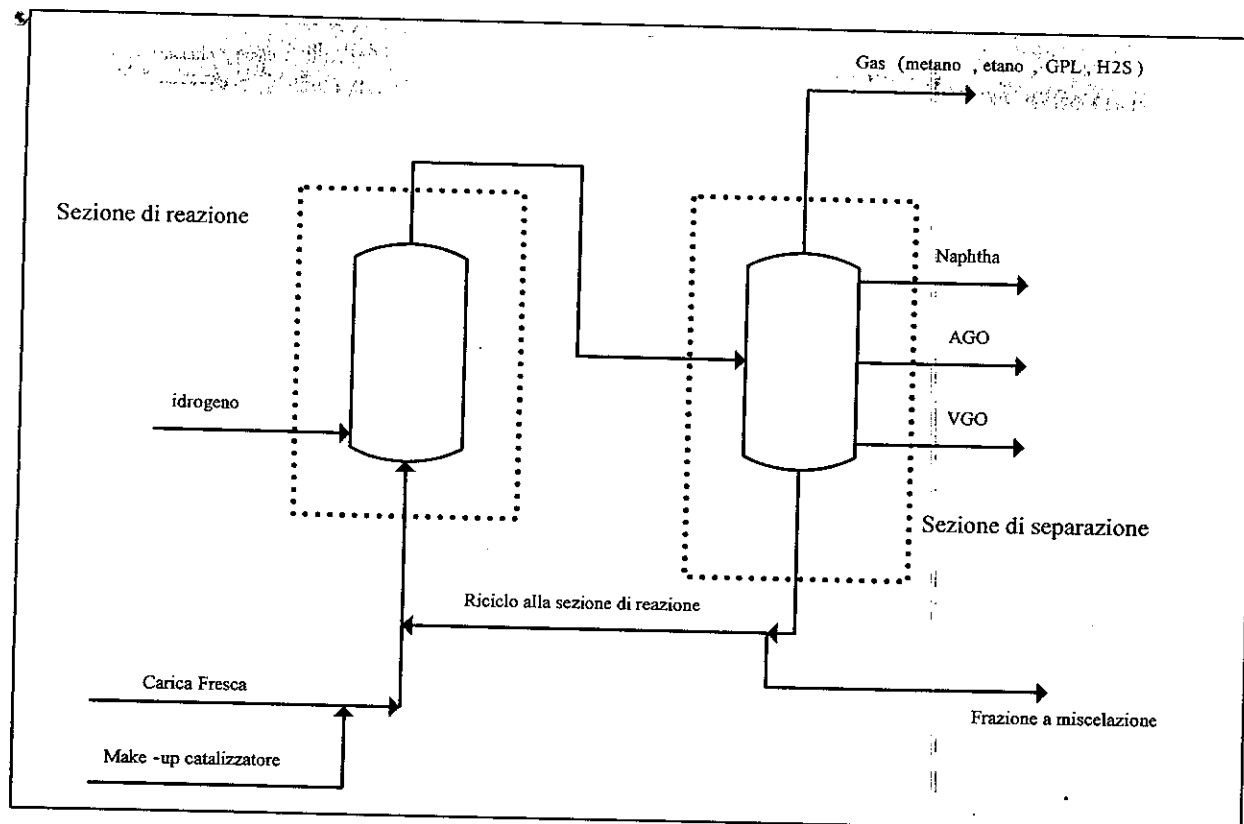 Gas (metano , etano , GPL , H2S )
Sezione di reazione
Naphtha
AGO
idrogeno
VGO
Sezione di separazione
Riciclo alla sezione di reazione
Carica Fresca
Frazione a miscelazione
Make -up catalizzatore